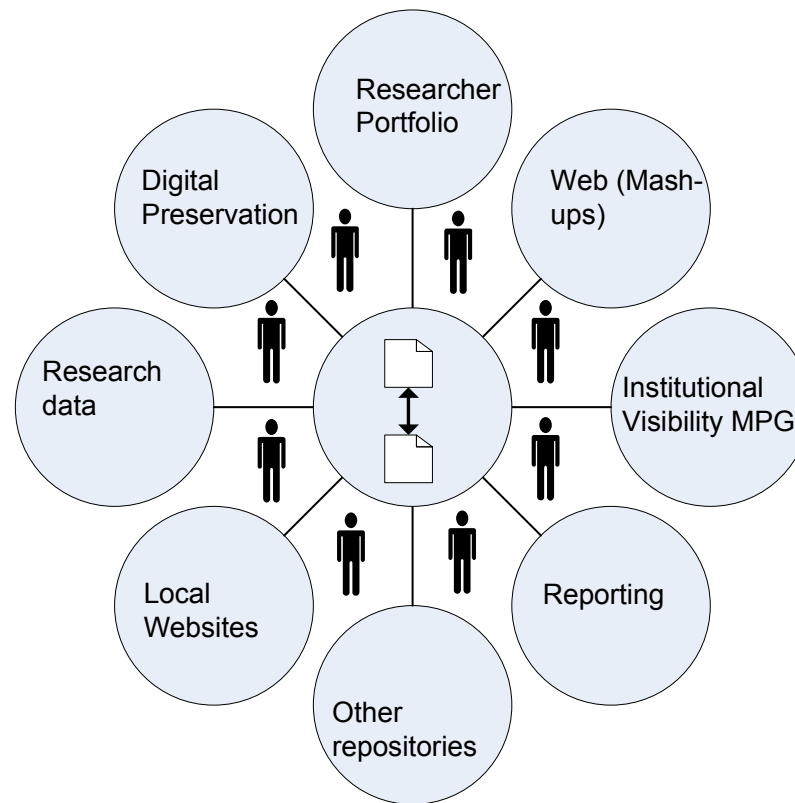 Researcher
Portfolio
Digital
Preservation
Web (Mash-
ups)
Research
data
Institutional
Visibility MPG
Local
Websites
Reporting
Other
repositories